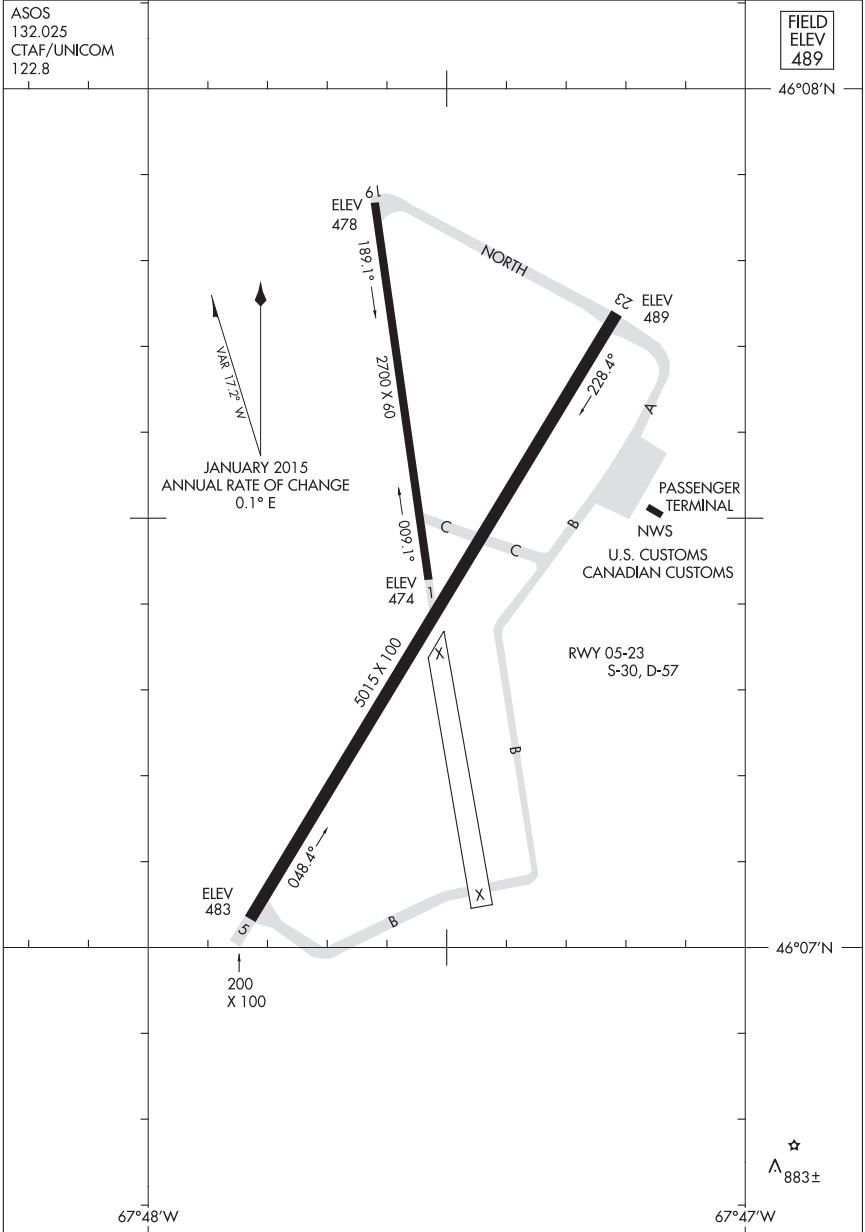 ASOS
132.025
CTAF/UNICOM
122.8
FIELD
ELEV
489
46°08'N
19
ELEV
478
189.1°
NORTH
23
ELEV
489
VAR 17.2° W
2700 X 60
228.4°
A
JANUARY 2015
ANNUAL RATE OF CHANGE
0.1° E
PASSENGER
TERMINAL
NWS
U.S. CUSTOMS
CANADIAN CUSTOMS
009.1°
C
C
B
ELEV
474
1
5015 X 100
X
RWY 05-23
S-30, D-57
B
048.4°
ELEV
483
X
B
5
46°07'N
200
X 100
883±
67°48'W
67°47'W